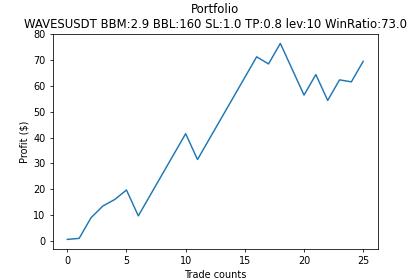 Portfolio
WAVESUSDT BBM:2.9 BBL:160 SL:1.0 TP:0.8 lev:10 WinRatio:73.0
80
70
60
50
40
30
20
10
0
Profit ($)
0 5 10 15 20 25
Trade counts